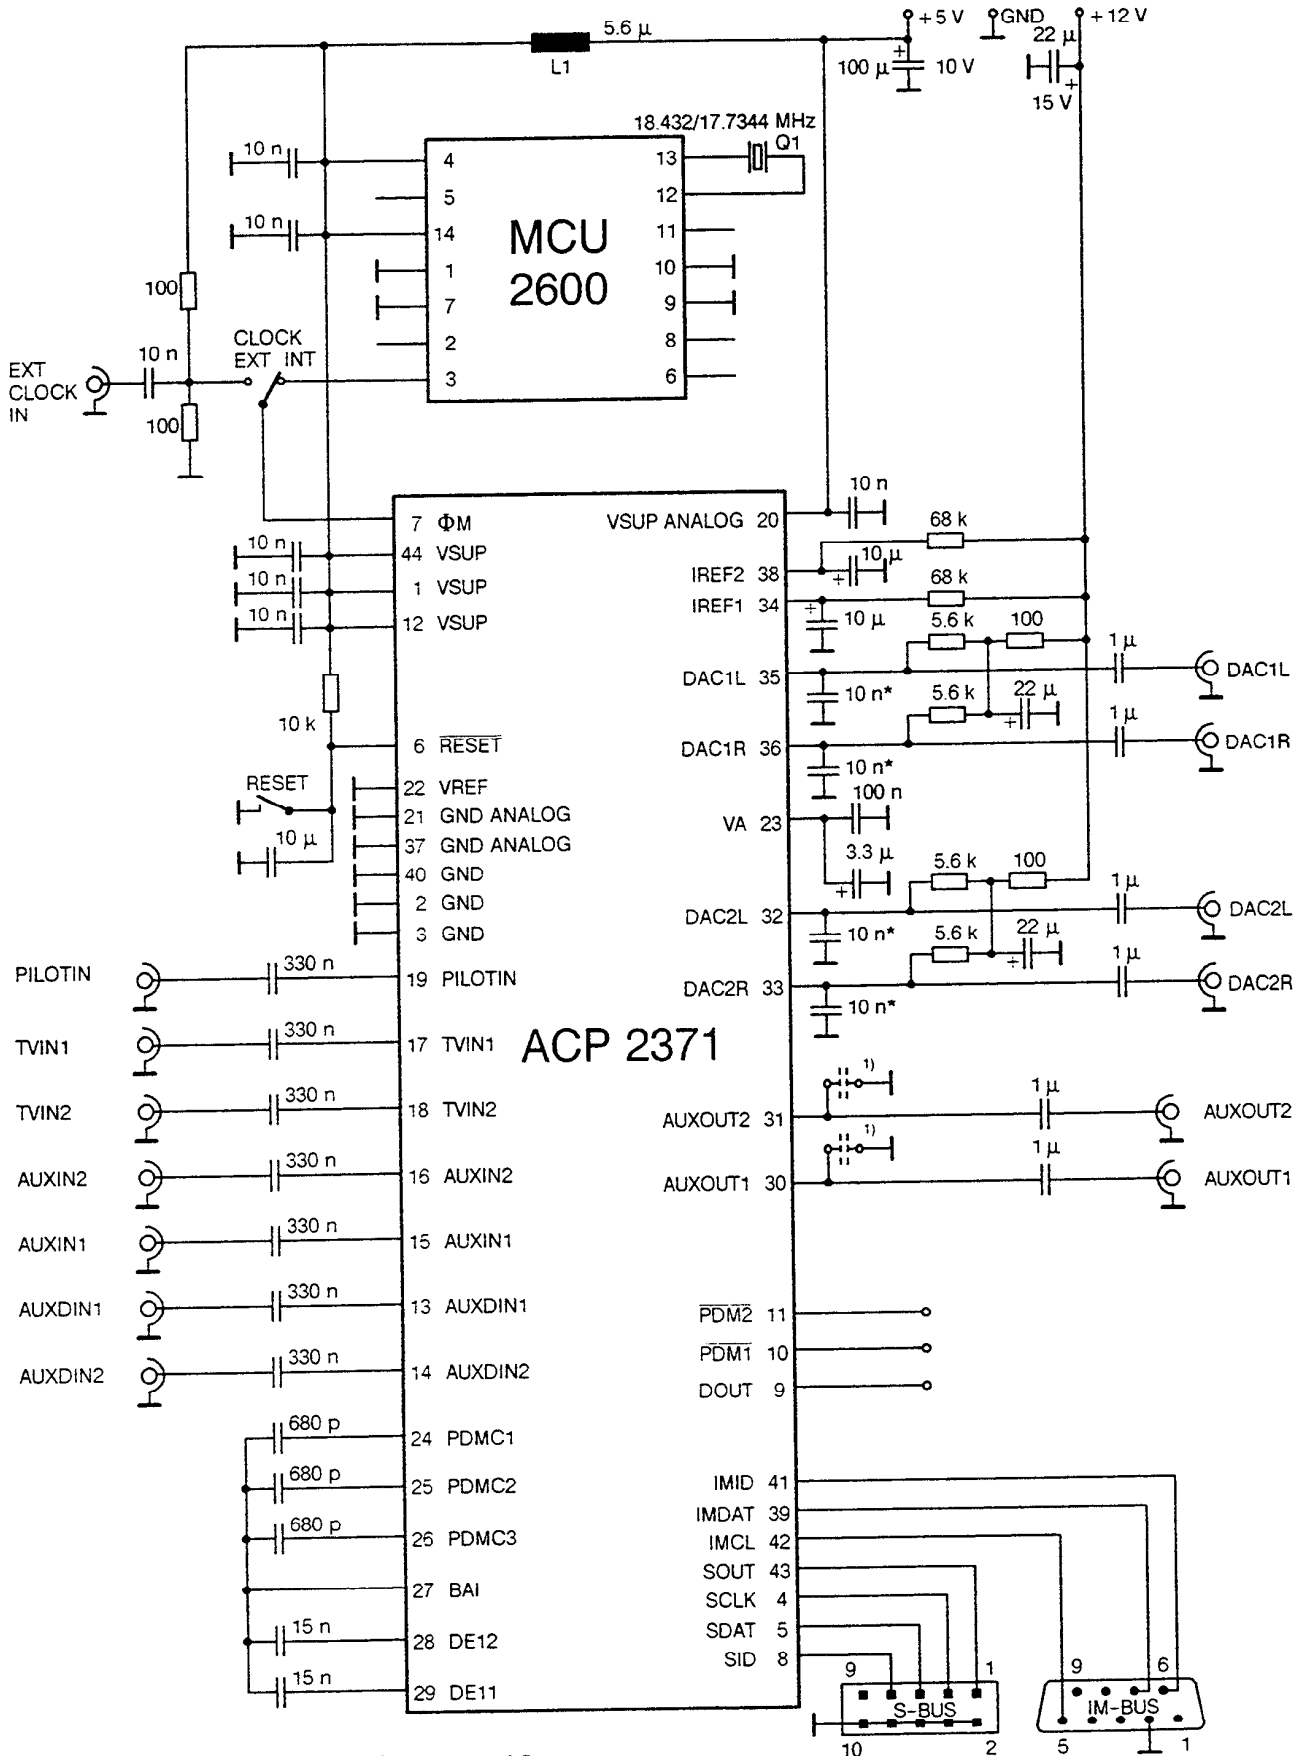 5.6 µ
L1
+5 V
GND
+12 V
100 µ
10 V
22 µ
15 V
18.432/17.7344 MHz
Q1
10 n
4
13
5
12
10 n
14
11
MCU
2600
1
10
7
9
100
2
8
3
6
CLOCK
EXT INT
10 n
EXT
CLOCK
IN
100
7 ΦM
VSUP ANALOG 20
10 n
10 n
44 VSUP
68 k
10 n
1 VSUP
IREF2 38
10 µ
68 k
10 n
12 VSUP
IREF1 34
10 µ
5.6 k
100
1 µ
DAC1L 35
DAC1L
10 n*
5.6 k
22 µ
10 k
1 µ
6 RESET
DAC1R 36
DAC1R
10 n*
RESET
22 VREF
100 n
21 GND ANALOG
VA 23
10 µ
37 GND ANALOG
3.3 µ
5.6 k
100
40 GND
1 µ
2 GND
DAC2L 32
DAC2L
3 GND
10 n*
5.6 k
22 µ
1 µ
PILOTIN
330 n
19 PILOTIN
DAC2R 33
DAC2R
10 n*
TVIN1
330 n
17 TVIN1
ACP 2371
1)
TVIN2
330 n
18 TVIN2
AUXOUT2 31
1 µ
AUXOUT2
1)
AUXIN2
330 n
16 AUXIN2
AUXOUT1 30
1 µ
AUXOUT1
AUXIN1
330 n
15 AUXIN1
AUXDIN1
330 n
13 AUXDIN1
PDM2 11
PDM1 10
AUXDIN2
330 n
14 AUXDIN2
DOUT 9
680 p
24 PDMC1
680 p
25 PDMC2
IMID 41
680 p
26 PDMC3
IMDAT 39
IMCL 42
27 BAI
SOUT 43
SCLK 4
15 n
28 DE12
SDAT 5
SID 8
15 n
29 DE11
9
1
S-BUS
10
2
9
6
IM-BUS
5
1